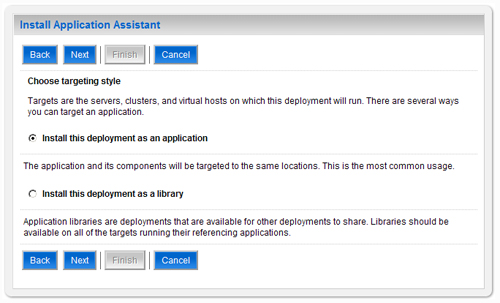 Install Application Assistant
Back Next Finish Cancel
Choose targeting style
Targets are the servers, clusters, and virtual hosts on which this deployment will run. There are several ways
you can target an application.
Install this deployment as an application
The application and its components will be targeted to the same locations. This is the most common usage.
Install this deployment as a library
Application libraries are deployments that are available for other deployments to share. Libraries should be
available on all of the targets running their referencing applications.
Back Next Finish Cancel